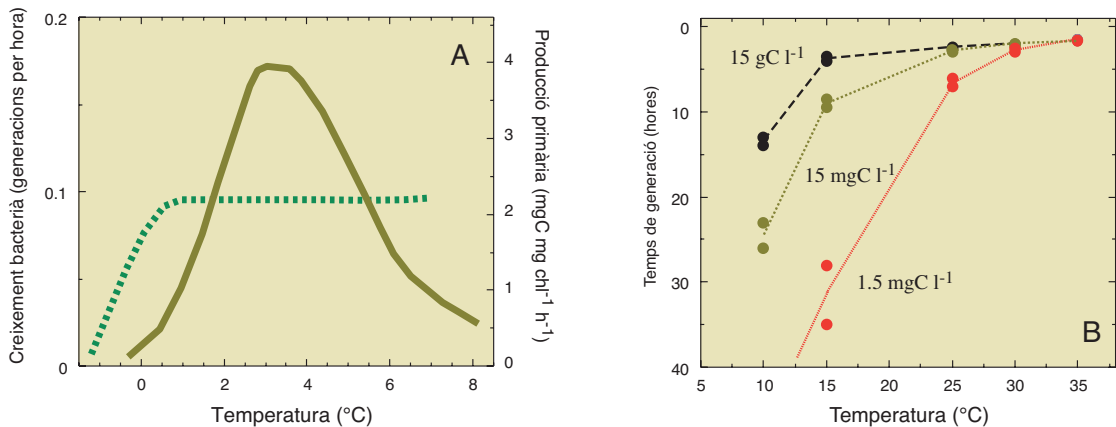 A
0.2
0.1
0
Creixement bacterià (generacions per hora)
4
3
2
1
0
Producció primària (mgC mg chl-1 h-1)
0 2 4 6 8
Temperatura (°C)
B
0
10
20
30
40
Temps de generació (hores)
15 gC l-1
15 mgC l-1
1.5 mgC l-1
5 10 15 20 25 30 35
Temperatura (°C)